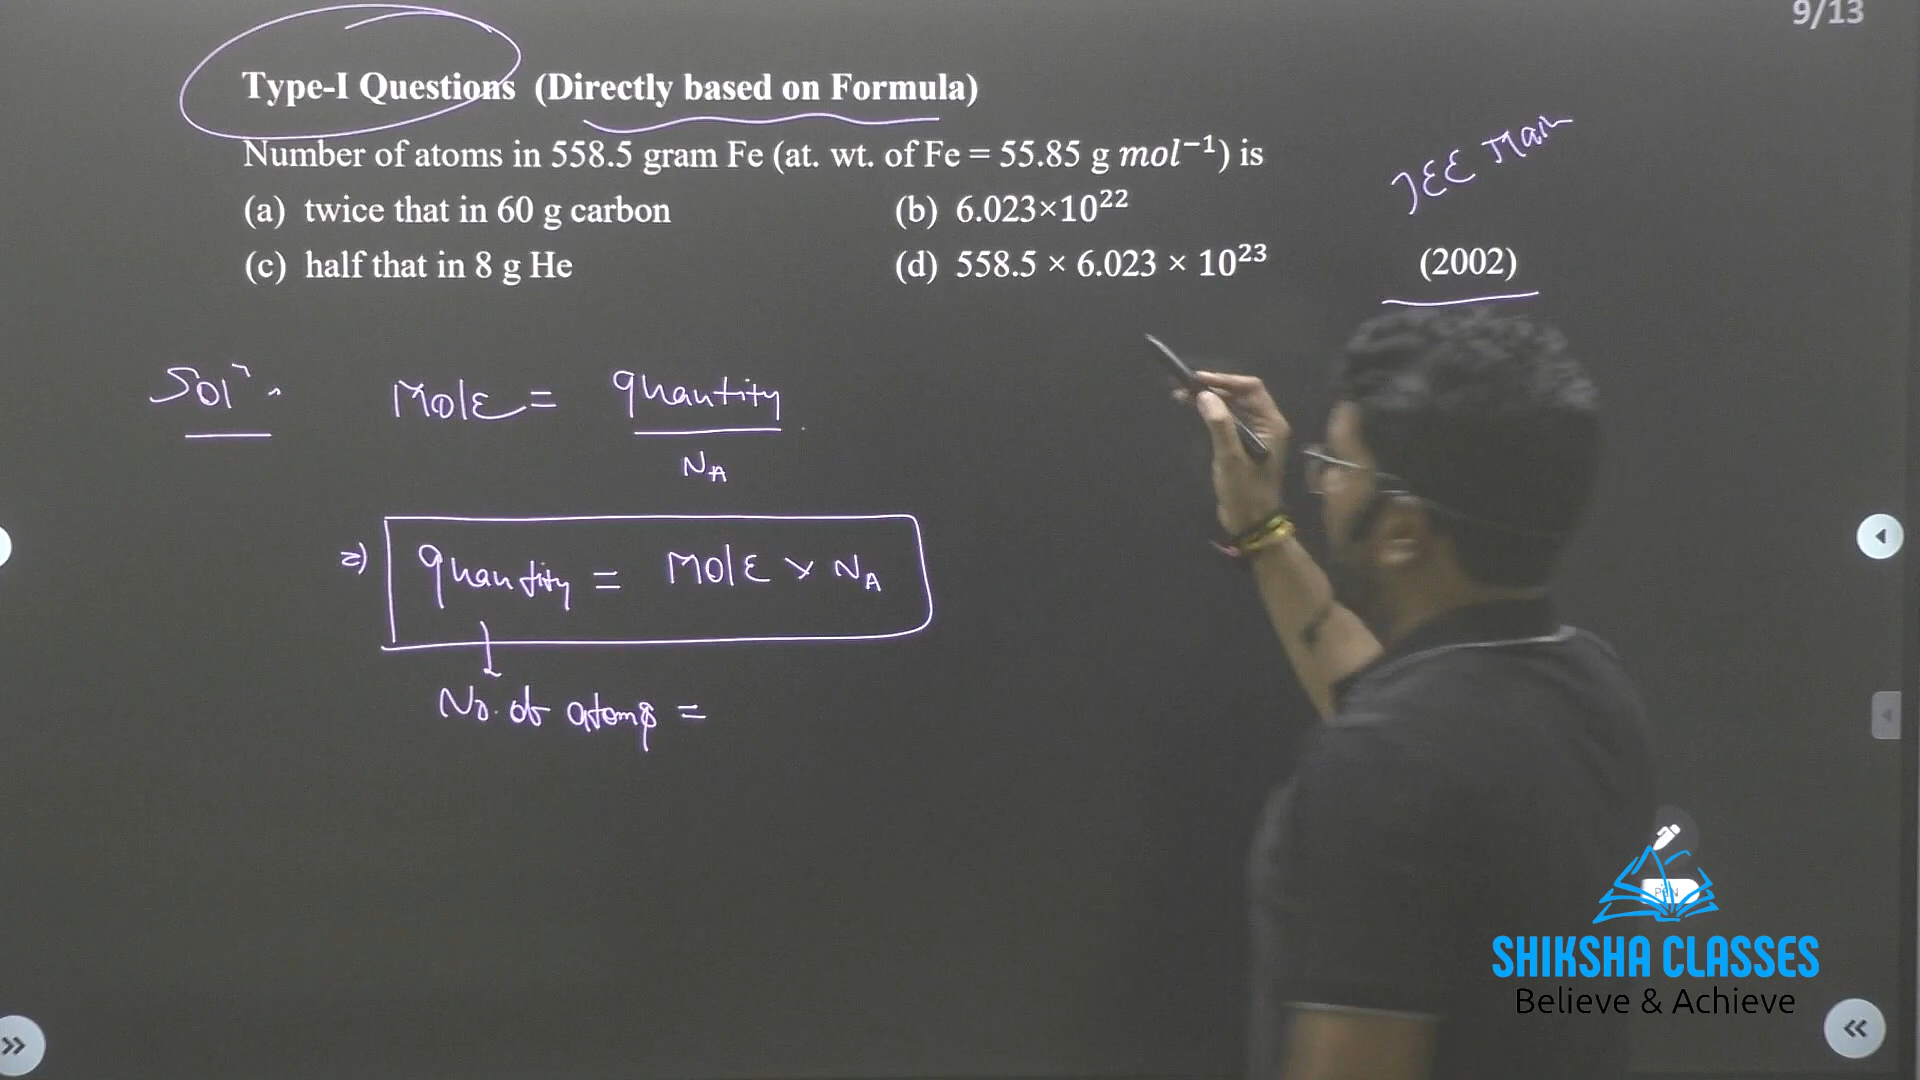 9/13
Type-I Questions (Directly based on Formula)
Number of atoms in 558.5 gram Fe (at. wt. of Fe = 55.85 g mol⁻¹) is
JEE Main
(a) twice that in 60 g carbon (b) 6.023×10²²
(c) half that in 8 g He (d) 558.5 × 6.023 × 10²³ (2002)
Solⁿ: Mole = quantity / N_A
⇒) quantity = Mole × N_A
No. of atoms =
PEN
SHIKSHA CLASSES
Believe & Achieve